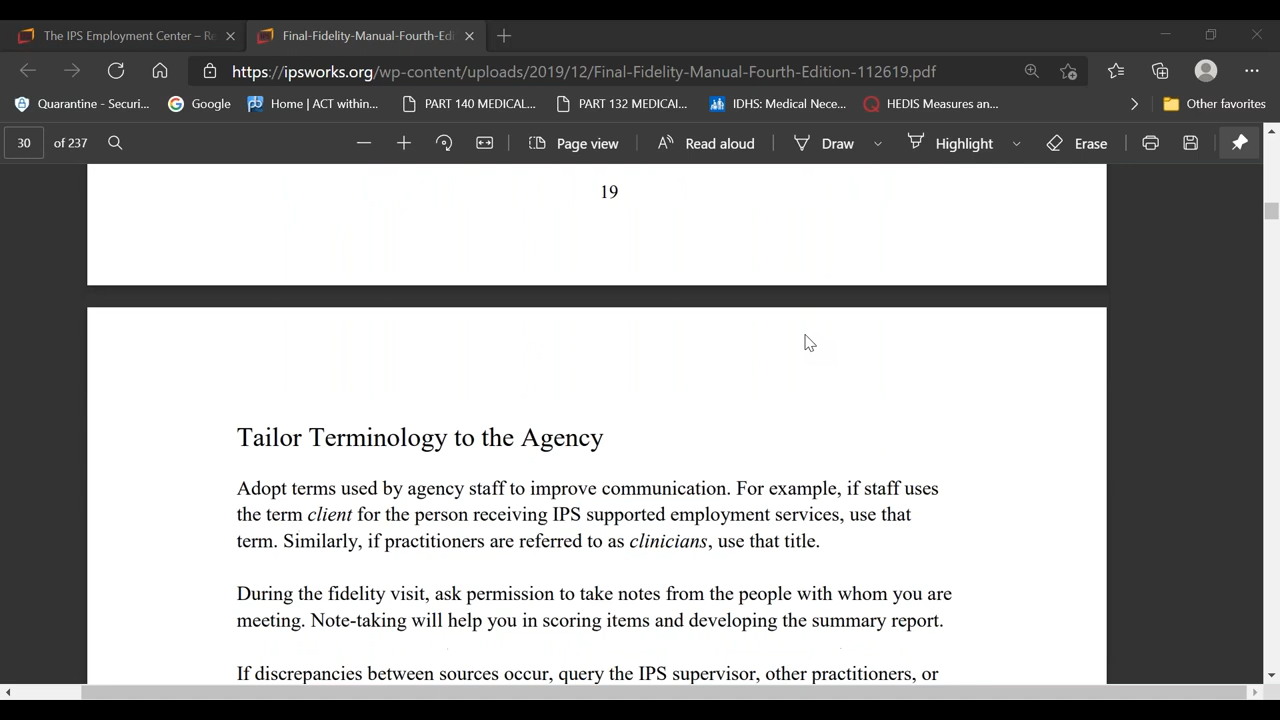 The IPS Employment Center – Re
Final-Fidelity-Manual-Fourth-Edi
https://ipsworks.org/wp-content/uploads/2019/12/Final-Fidelity-Manual-Fourth-Edition-112619.pdf
Quarantine - Securi... Google Home | ACT within... PART 140 MEDICAL... PART 132 MEDICAL... IDHS: Medical Nece... HEDIS Measures an... Other favorites
30 of 237 Page view Read aloud Draw Highlight Erase
19
Tailor Terminology to the Agency
Adopt terms used by agency staff to improve communication. For example, if staff uses
the term client for the person receiving IPS supported employment services, use that
term. Similarly, if practitioners are referred to as clinicians, use that title.
During the fidelity visit, ask permission to take notes from the people with whom you are
meeting. Note-taking will help you in scoring items and developing the summary report.
If discrepancies between sources occur, query the IPS supervisor, other practitioners, or